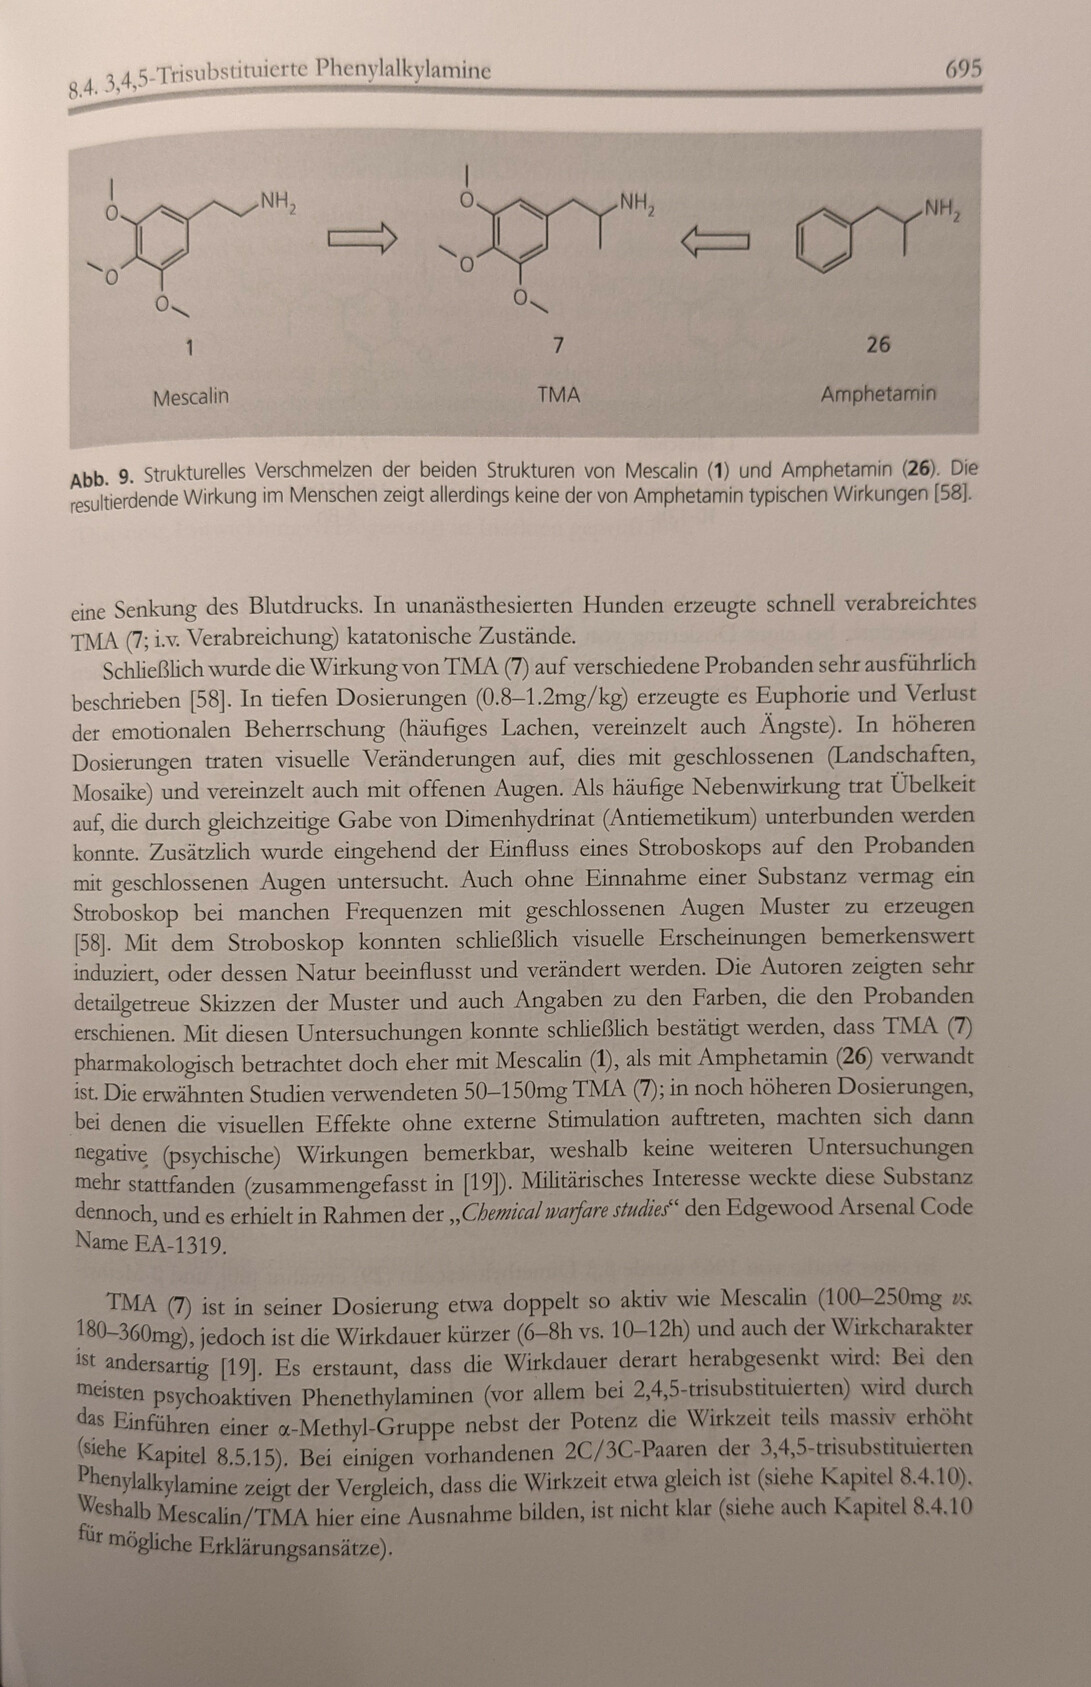 8.4. 3,4,5-Trisubstituierte Phenylalkylamine 695
O NH2 O O
O NH2 O O
NH2
1 7 26
Mescalin TMA Amphetamin
Abb. 9. Strukturelles Verschmelzen der beiden Strukturen von Mescalin (1) und Amphetamin (26). Die
resultierdende Wirkung im Menschen zeigt allerdings keine der von Amphetamin typischen Wirkungen [58].
eine Senkung des Blutdrucks. In unanästhesierten Hunden erzeugte schnell verabreichtes
TMA (7; i.v. Verabreichung) katatonische Zustände.
Schließlich wurde die Wirkung von TMA (7) auf verschiedene Probanden sehr ausführlich
beschrieben [58]. In tiefen Dosierungen (0.8–1.2mg/kg) erzeugte es Euphorie und Verlust
der emotionalen Beherrschung (häufiges Lachen, vereinzelt auch Ängste). In höheren
Dosierungen traten visuelle Veränderungen auf, dies mit geschlossenen (Landschaften,
Mosaike) und vereinzelt auch mit offenen Augen. Als häufige Nebenwirkung trat Übelkeit
auf, die durch gleichzeitige Gabe von Dimenhydrinat (Antiemetikum) unterbunden werden
konnte. Zusätzlich wurde eingehend der Einfluss eines Stroboskops auf den Probanden
mit geschlossenen Augen untersucht. Auch ohne Einnahme einer Substanz vermag ein
Stroboskop bei manchen Frequenzen mit geschlossenen Augen Muster zu erzeugen
[58]. Mit dem Stroboskop konnten schließlich visuelle Erscheinungen bemerkenswert
induziert, oder dessen Natur beeinflusst und verändert werden. Die Autoren zeigten sehr
detailgetreue Skizzen der Muster und auch Angaben zu den Farben, die den Probanden
erschienen. Mit diesen Untersuchungen konnte schließlich bestätigt werden, dass TMA (7)
pharmakologisch betrachtet doch eher mit Mescalin (1), als mit Amphetamin (26) verwandt
ist. Die erwähnten Studien verwendeten 50–150mg TMA (7); in noch höheren Dosierungen,
bei denen die visuellen Effekte ohne externe Stimulation auftreten, machten sich dann
negative (psychische) Wirkungen bemerkbar, weshalb keine weiteren Untersuchungen
mehr stattfanden (zusammengefasst in [19]). Militärisches Interesse weckte diese Substanz
dennoch, und es erhielt in Rahmen der „Chemical warfare studies“ den Edgewood Arsenal Code
Name EA-1319.
TMA (7) ist in seiner Dosierung etwa doppelt so aktiv wie Mescalin (100–250mg vs.
180–360mg), jedoch ist die Wirkdauer kürzer (6–8h vs. 10–12h) und auch der Wirkcharakter
ist andersartig [19]. Es erstaunt, dass die Wirkdauer derart herabgesenkt wird: Bei den
meisten psychoaktiven Phenethylaminen (vor allem bei 2,4,5-trisubstituierten) wird durch
das Einführen einer α-Methyl-Gruppe nebst der Potenz die Wirkzeit teils massiv erhöht
(siehe Kapitel 8.5.15). Bei einigen vorhandenen 2C/3C-Paaren der 3,4,5-trisubstituierten
Phenylalkylamine zeigt der Vergleich, dass die Wirkzeit etwa gleich ist (siehe Kapitel 8.4.10).
Weshalb Mescalin/TMA hier eine Ausnahme bilden, ist nicht klar (siehe auch Kapitel 8.4.10
für mögliche Erklärungsansätze).